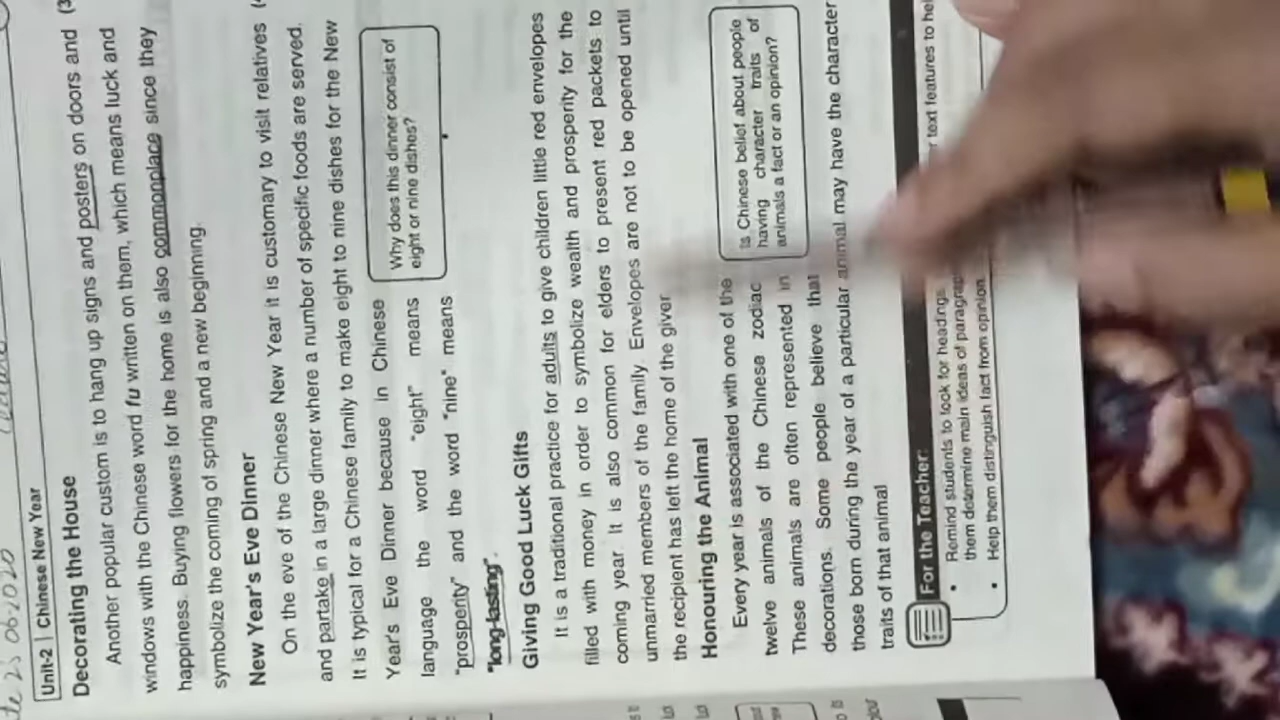 te 23 06-2020
Unit-2 | Chinese New Year
Decorating the House
Another popular custom is to hang up signs and posters on doors and (3
windows with the Chinese word fu written on them, which means luck and
happiness. Buying flowers for the home is also commonplace since they
symbolize the coming of spring and a new beginning.
New Year's Eve Dinner
On the eve of the Chinese New Year it is customary to visit relatives
and partake in a large dinner where a number of specific foods are served.
It is typical for a Chinese family to make eight to nine dishes for the New
Year's Eve Dinner because in Chinese
language the word "eight" means
"prosperity" and the word "nine" means
"long-lasting".
Why does this dinner consist of
eight or nine dishes?
Giving Good Luck Gifts
It is a traditional practice for adults to give children little red envelopes
filled with money in order to symbolize wealth and prosperity for the
coming year. It is also common for elders to present red packets to
unmarried members of the family. Envelopes are not to be opened until
the recipient has left the home of the giver
Honouring the Animal
Every year is associated with one of the
twelve animals of the Chinese zodiac
These animals are often represented in
decorations. Some people believe that
those born during the year of a particular animal may have the character
traits of that animal
Is Chinese belief about people
having character traits of
animals a fact or an opinion?
For the Teacher:
• Remind students to look for headings text features to hel
them determine main ideas of paragrap
• Help them distinguish fact from opinion